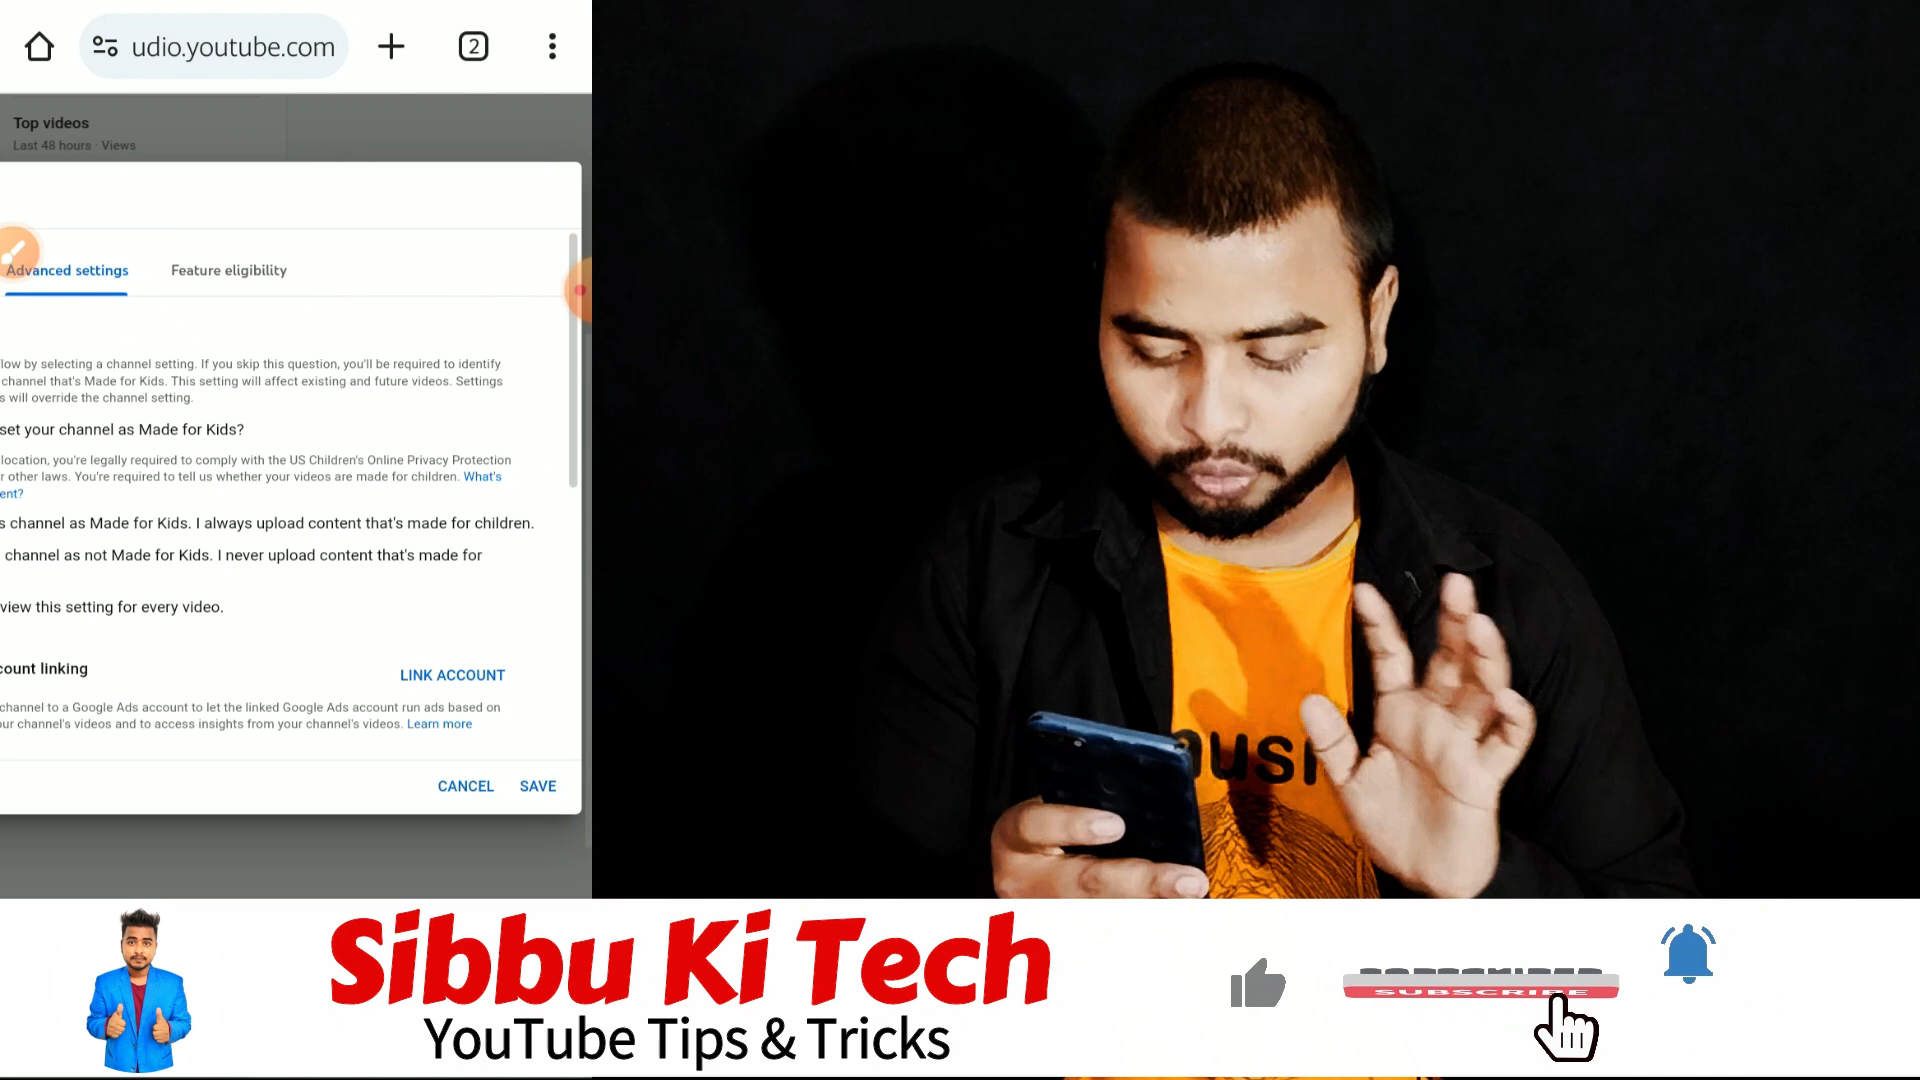 udio.youtube.com
2
Top videos
Last 48 hours · Views
Advanced settings
Feature eligibility
low by selecting a channel setting. If you skip this question, you'll be required to identify
channel that's Made for Kids. This setting will affect existing and future videos. Settings
s will override the channel setting.
set your channel as Made for Kids?
location, you're legally required to comply with the US Children's Online Privacy Protection
r other laws. You're required to tell us whether your videos are made for children. What's
ent?
s channel as Made for Kids. I always upload content that's made for children.
channel as not Made for Kids. I never upload content that's made for
view this setting for every video.
count linking
LINK ACCOUNT
channel to a Google Ads account to let the linked Google Ads account run ads based on
ur channel's videos and to access insights from your channel's videos. Learn more
CANCEL
SAVE
musi
Sibbu Ki Tech
YouTube Tips & Tricks
SUBSCRIBE